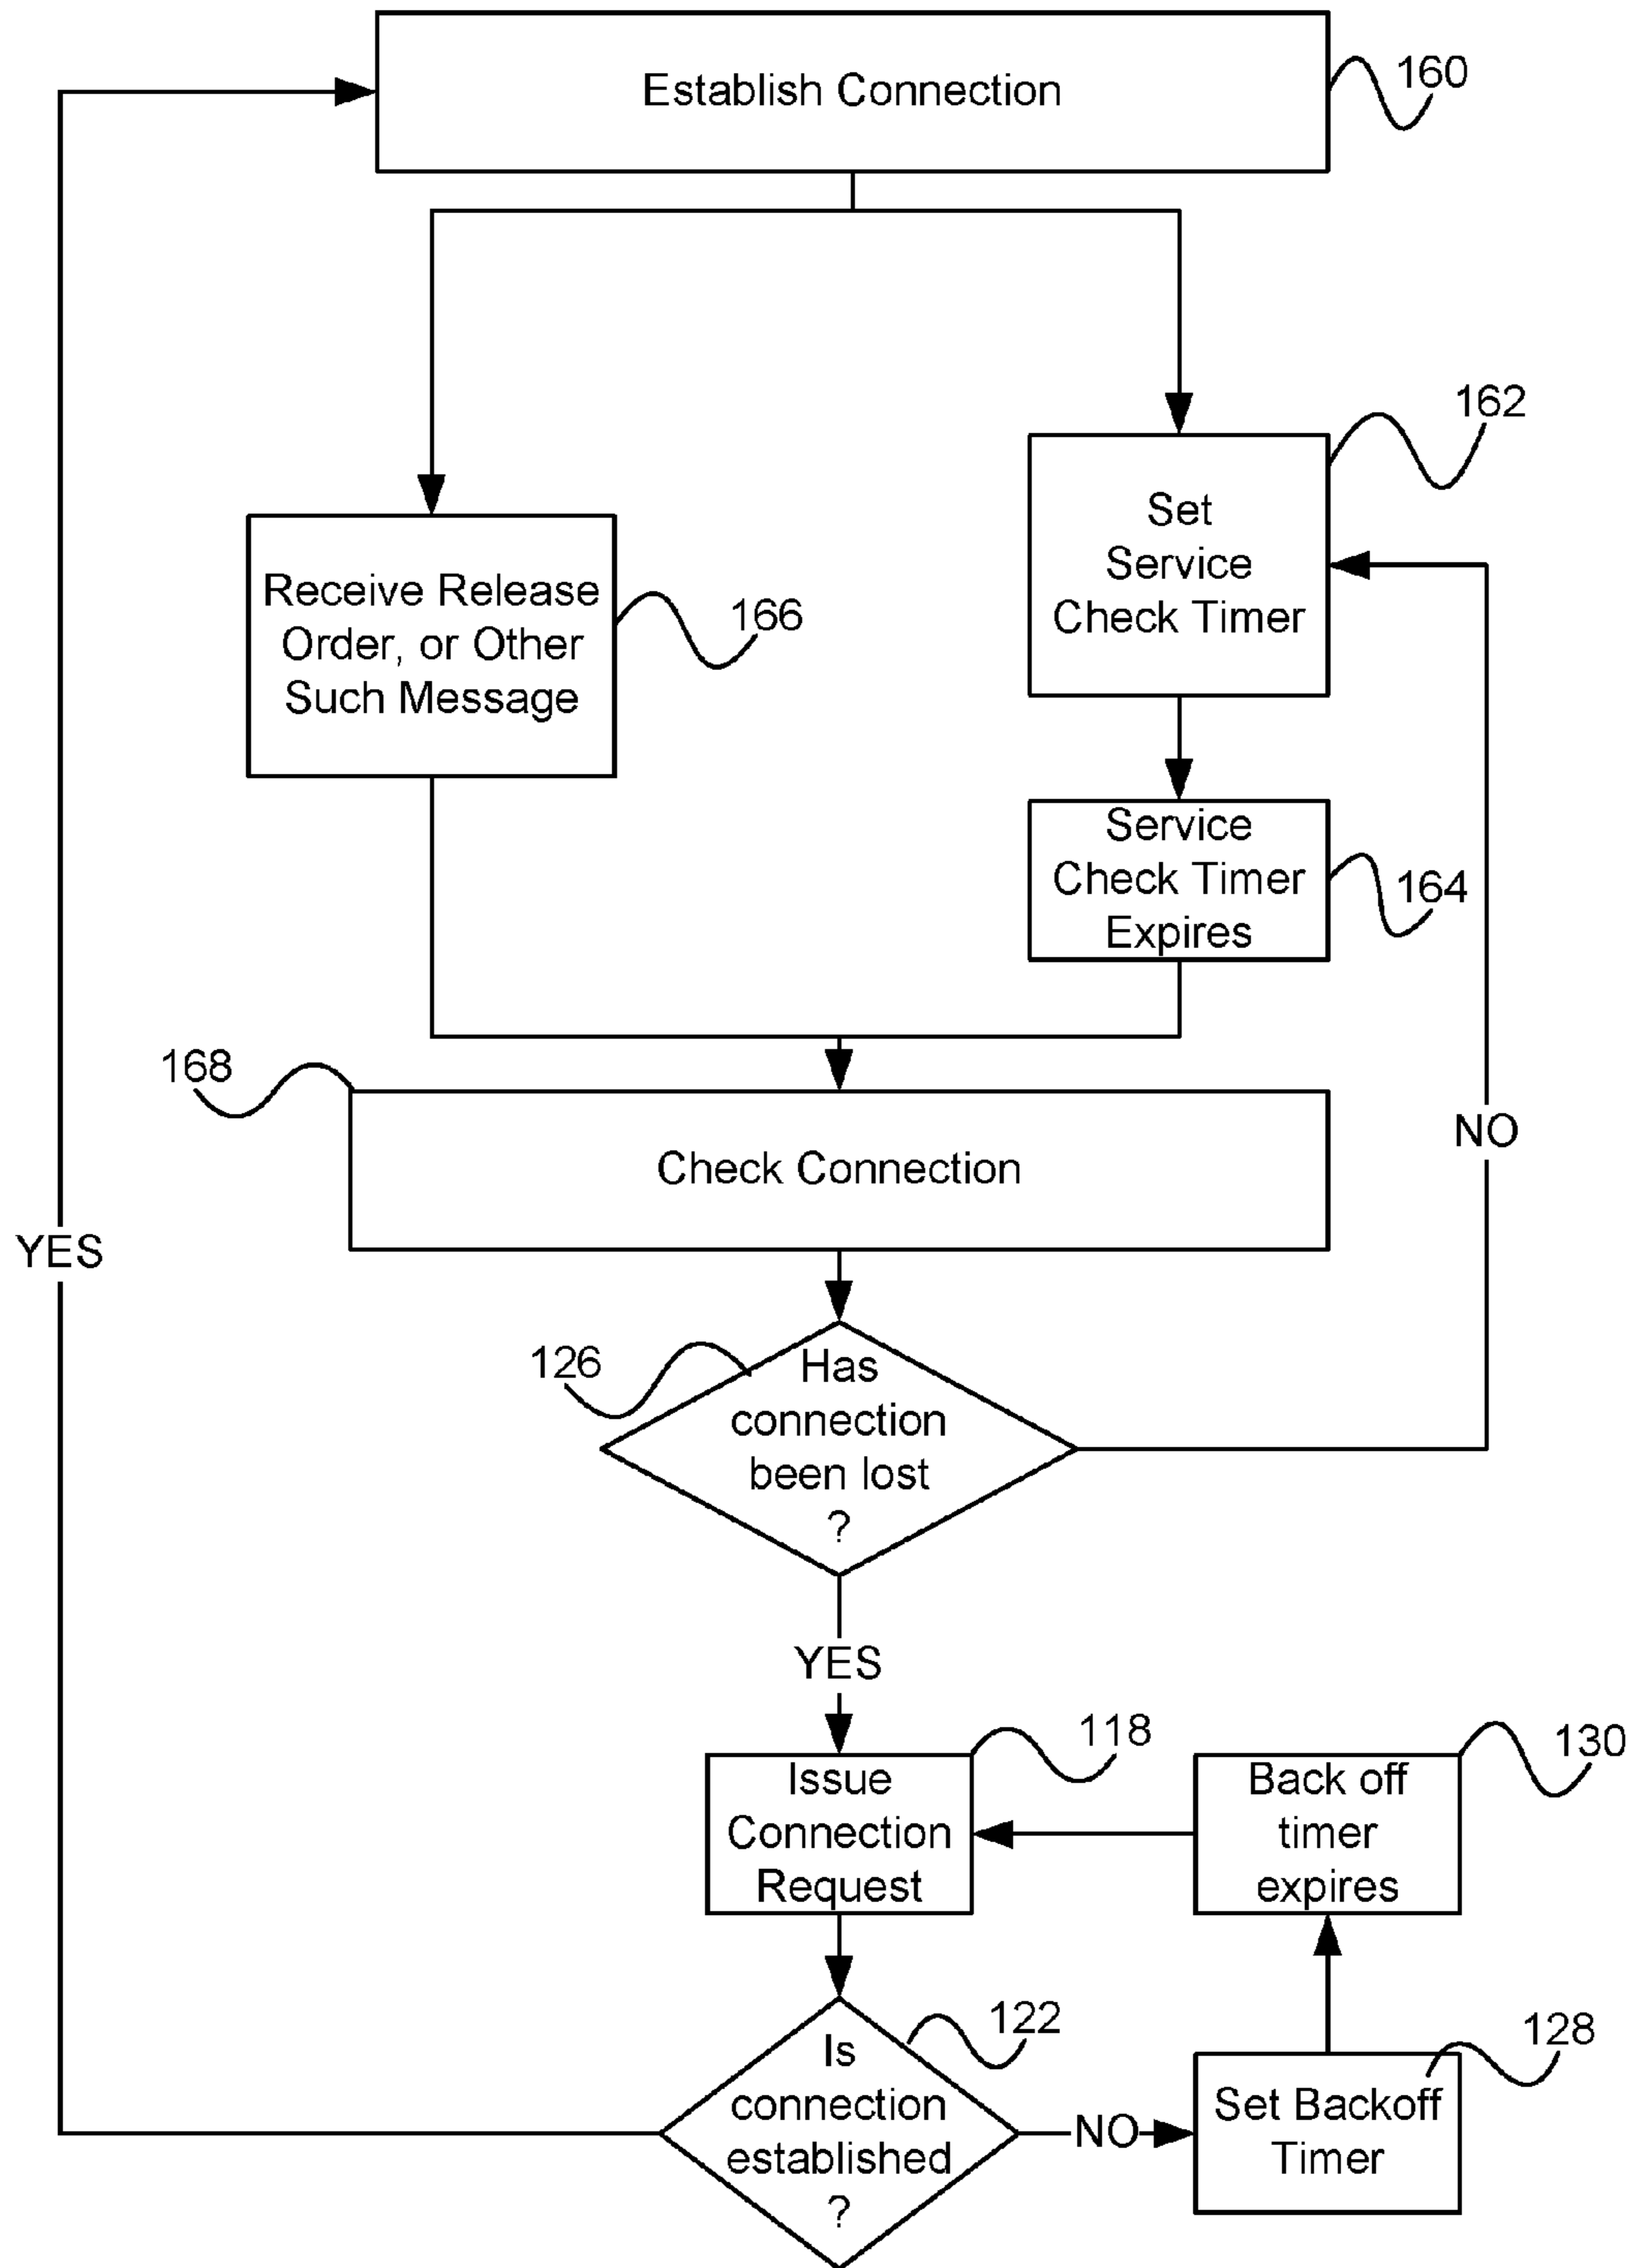 Establish Connection
160
162
Set
Service
Check Timer
Receive Release
Order, or Other
Such Message
166
Service
Check Timer
Expires
164
168
Check Connection
NO
YES
126
Has
connection
been lost
?
YES
118
Issue
Connection
Request
130
Back off
timer
expires
122
Is
connection
established
?
NO
128
Set Backoff
Timer